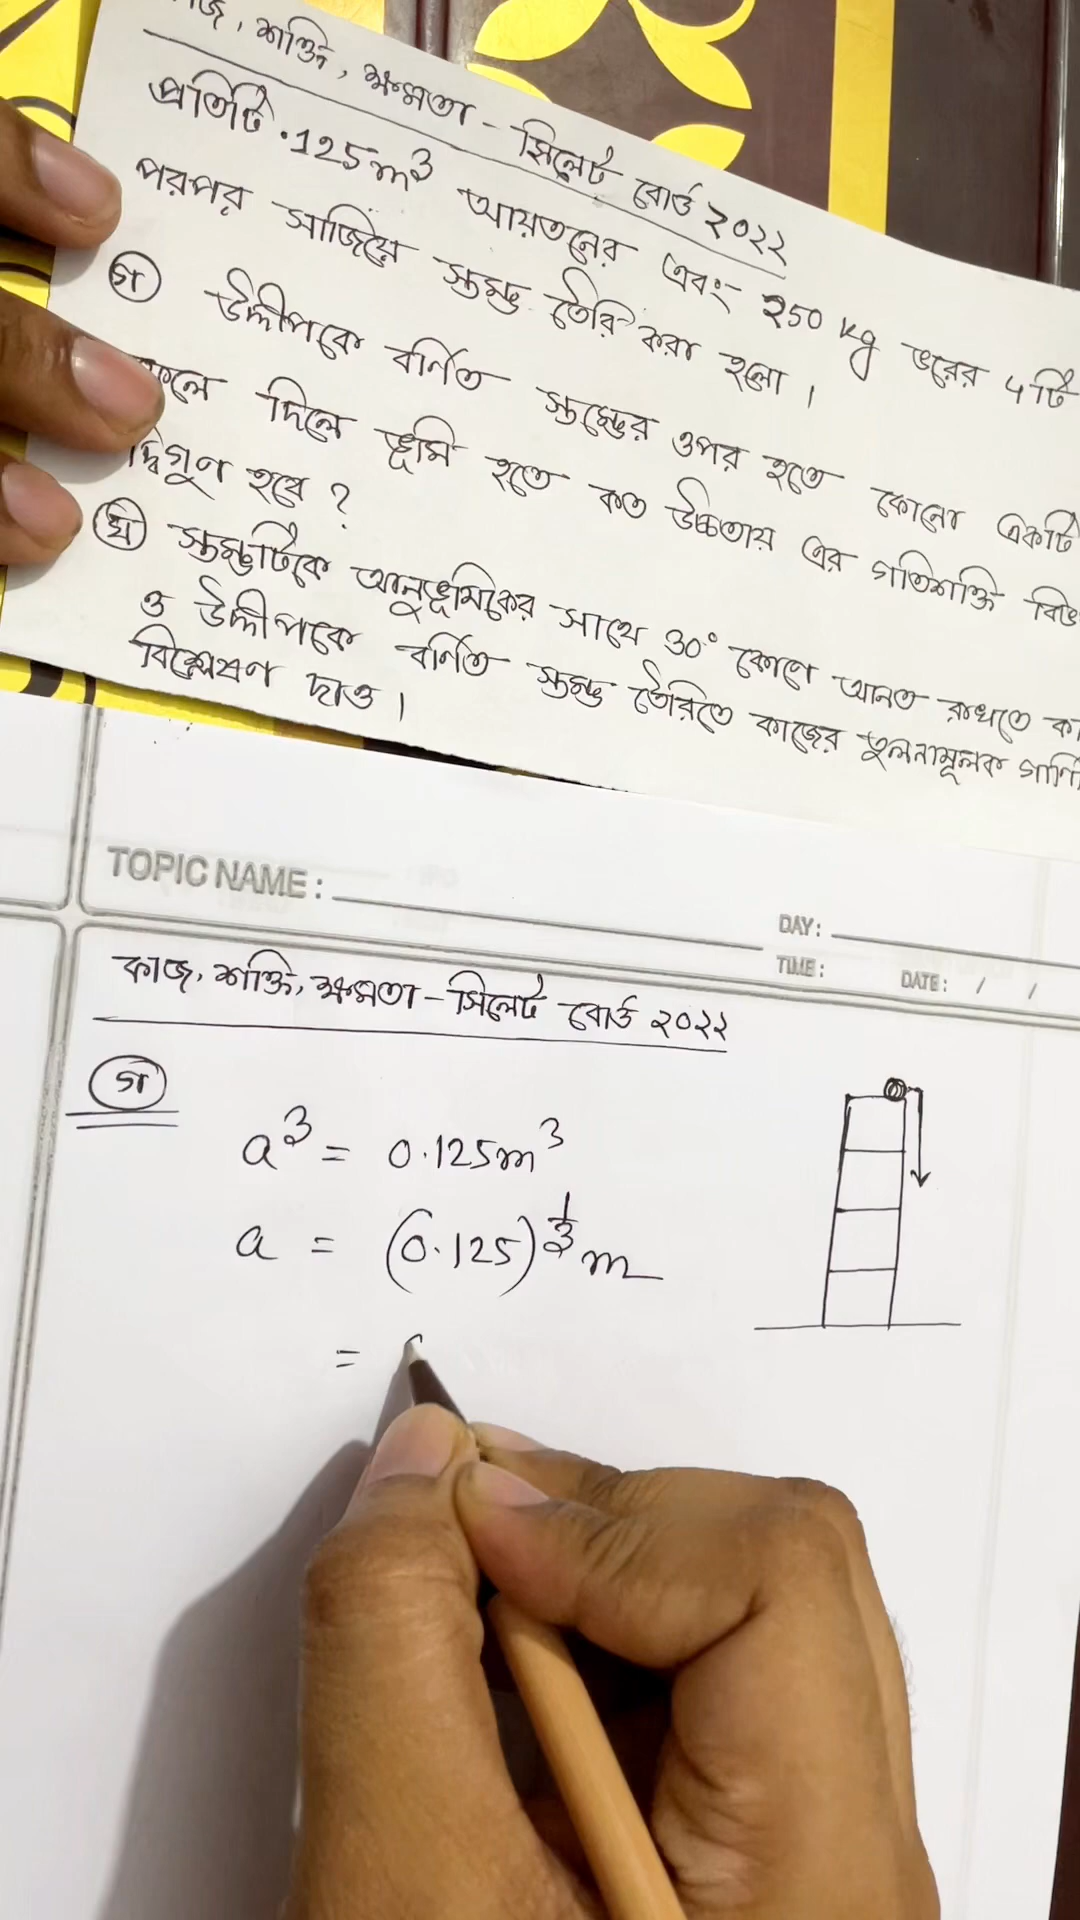 শক্তি, ক্ষমতা - সিলেট বোর্ড ২০২২
প্রতিটি .125m³ আয়তনের এবং 250 kg ভরের ৪টি
পরপর সাজিয়ে স্তম্ভ তৈরি করা হলো।
গ উদ্দীপকে বর্ণিত স্তম্ভের ওপর হতে কোনো একটি
ফেলে দিলে ভূমি হতে কত উচ্চতায় এর গতিশক্তি
দ্বিগুণ হবে?
ঘ স্তম্ভটিকে আনুভূমিকের সাথে 30° কোণে আনত রাখতে
ও উদ্দীপকে বর্ণিত স্তম্ভ তৈরিতে কাজের তুলনামূলক
বিশ্লেষণ দাও।
TOPIC NAME :
DAY :
TIME :
DATE : / /
কাজ, শক্তি, ক্ষমতা - সিলেট বোর্ড ২০২২
গ
a³ = 0.125m³
a = (0.125)^1/3 m
=